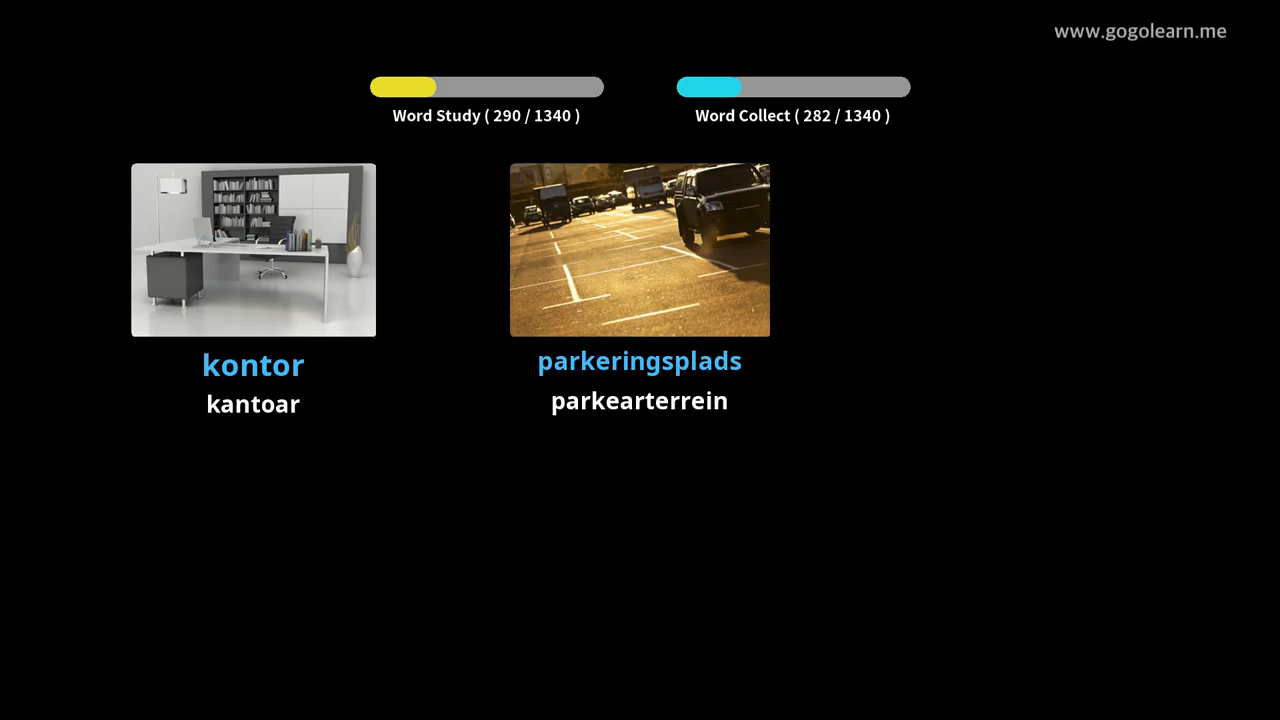 www.gogolearn.me
Word Study ( 290 / 1340 )
Word Collect ( 282 / 1340 )
kontor
kantoar
parkeringsplads
parkearterrein